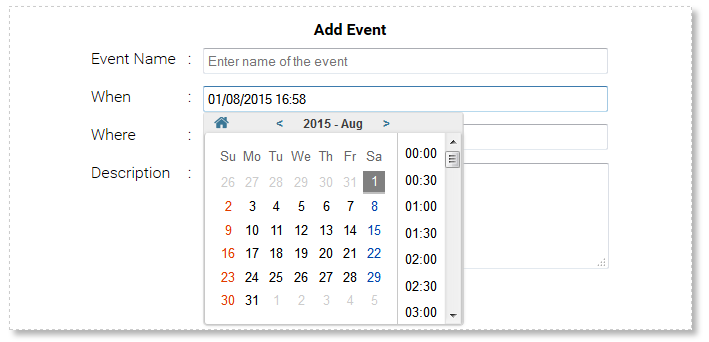 Add Event
Event Name : Enter name of the event
When : 01/08/2015 16:58
< 2015 - Aug >
Where :
Description :
Su Mo Tu We Th Fr Sa
26 27 28 29 30 31 1
2 3 4 5 6 7 8
9 10 11 12 13 14 15
16 17 18 19 20 21 22
23 24 25 26 27 28 29
30 31 1 2 3 4 5
00:00
00:30
01:00
01:30
02:00
02:30
03:00